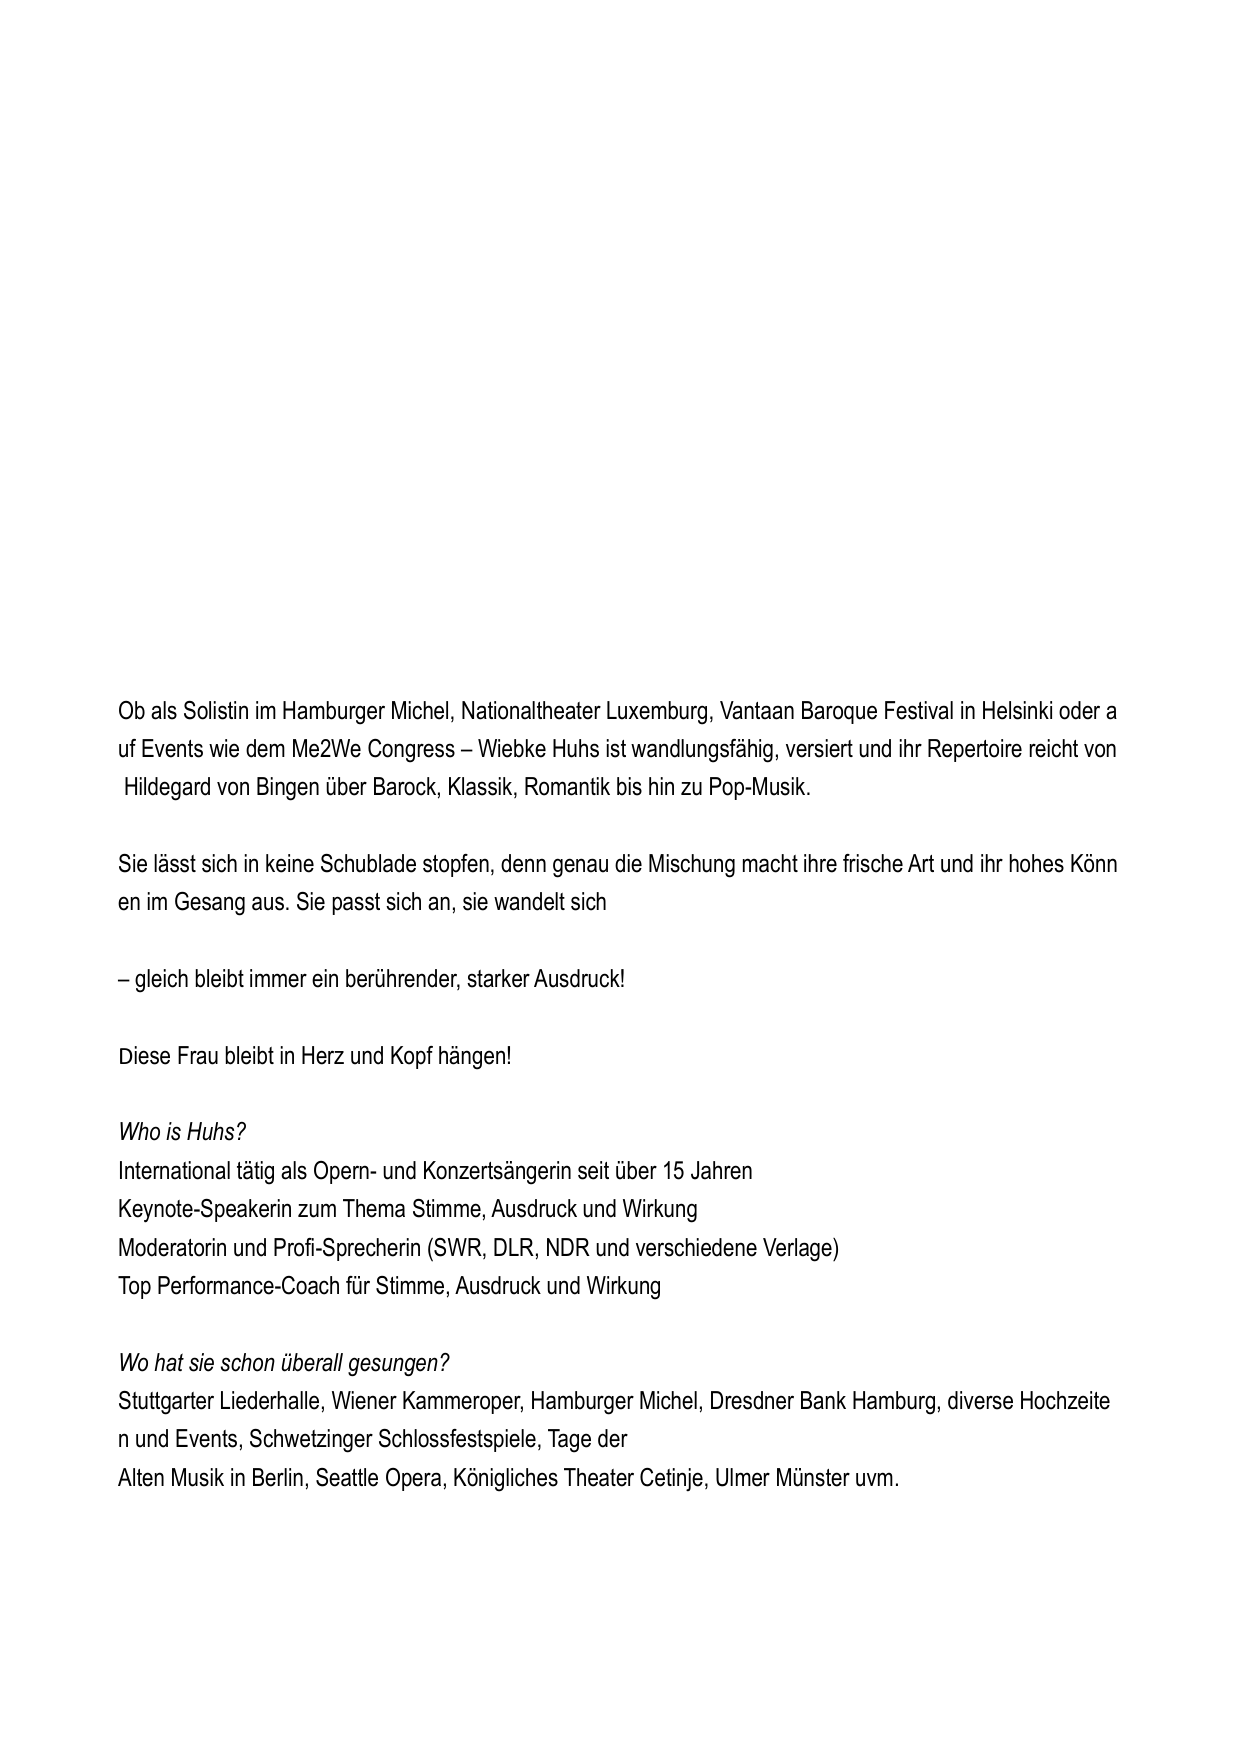 Ob als Solistin im Hamburger Michel, Nationaltheater Luxemburg, Vantaan Baroque Festival in Helsinki oder a
uf Events wie dem Me2We Congress – Wiebke Huhs ist wandlungsfähig, versiert und ihr Repertoire reicht von
Hildegard von Bingen über Barock, Klassik, Romantik bis hin zu Pop-Musik.
Sie lässt sich in keine Schublade stopfen, denn genau die Mischung macht ihre frische Art und ihr hohes Könn
en im Gesang aus. Sie passt sich an, sie wandelt sich
– gleich bleibt immer ein berührender, starker Ausdruck!
Diese Frau bleibt in Herz und Kopf hängen!
Who is Huhs?
International tätig als Opern- und Konzertsängerin seit über 15 Jahren
Keynote-Speakerin zum Thema Stimme, Ausdruck und Wirkung
Moderatorin und Profi-Sprecherin (SWR, DLR, NDR und verschiedene Verlage)
Top Performance-Coach für Stimme, Ausdruck und Wirkung
Wo hat sie schon überall gesungen?
Stuttgarter Liederhalle, Wiener Kammeroper, Hamburger Michel, Dresdner Bank Hamburg, diverse Hochzeite
n und Events, Schwetzinger Schlossfestspiele, Tage der
Alten Musik in Berlin, Seattle Opera, Königliches Theater Cetinje, Ulmer Münster uvm.